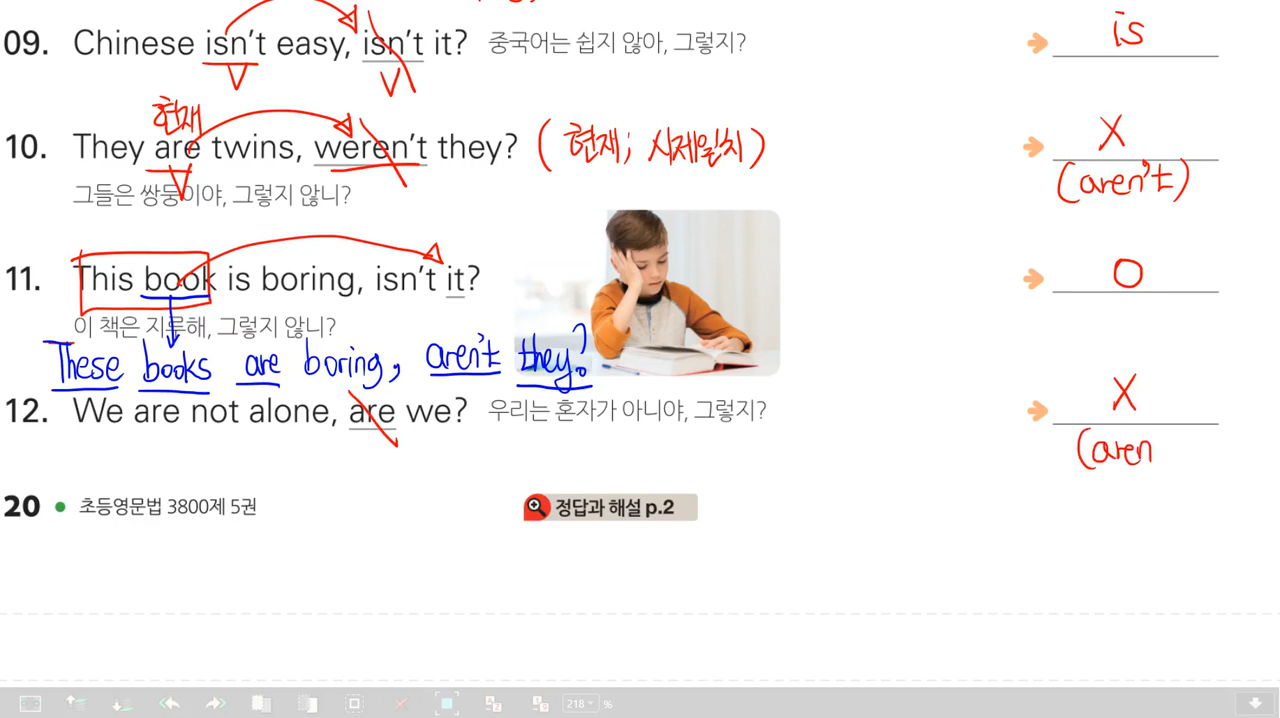 09. Chinese isn't easy, isn't it? 중국어는 쉽지 않아, 그렇지? is
V V
현재
10. They are twins, weren't they? (현재; 시제일치) X
V (aren't)
그들은 쌍둥이야, 그렇지 않니?
11. This book is boring, isn't it? O
이 책은 지루해, 그렇지 않니?
These books are boring, aren't they?
12. We are not alone, are we? 우리는 혼자가 아니야, 그렇지? X
(aren
20 • 초등영문법 3800제 5권 정답과 해설 p.2
218 %